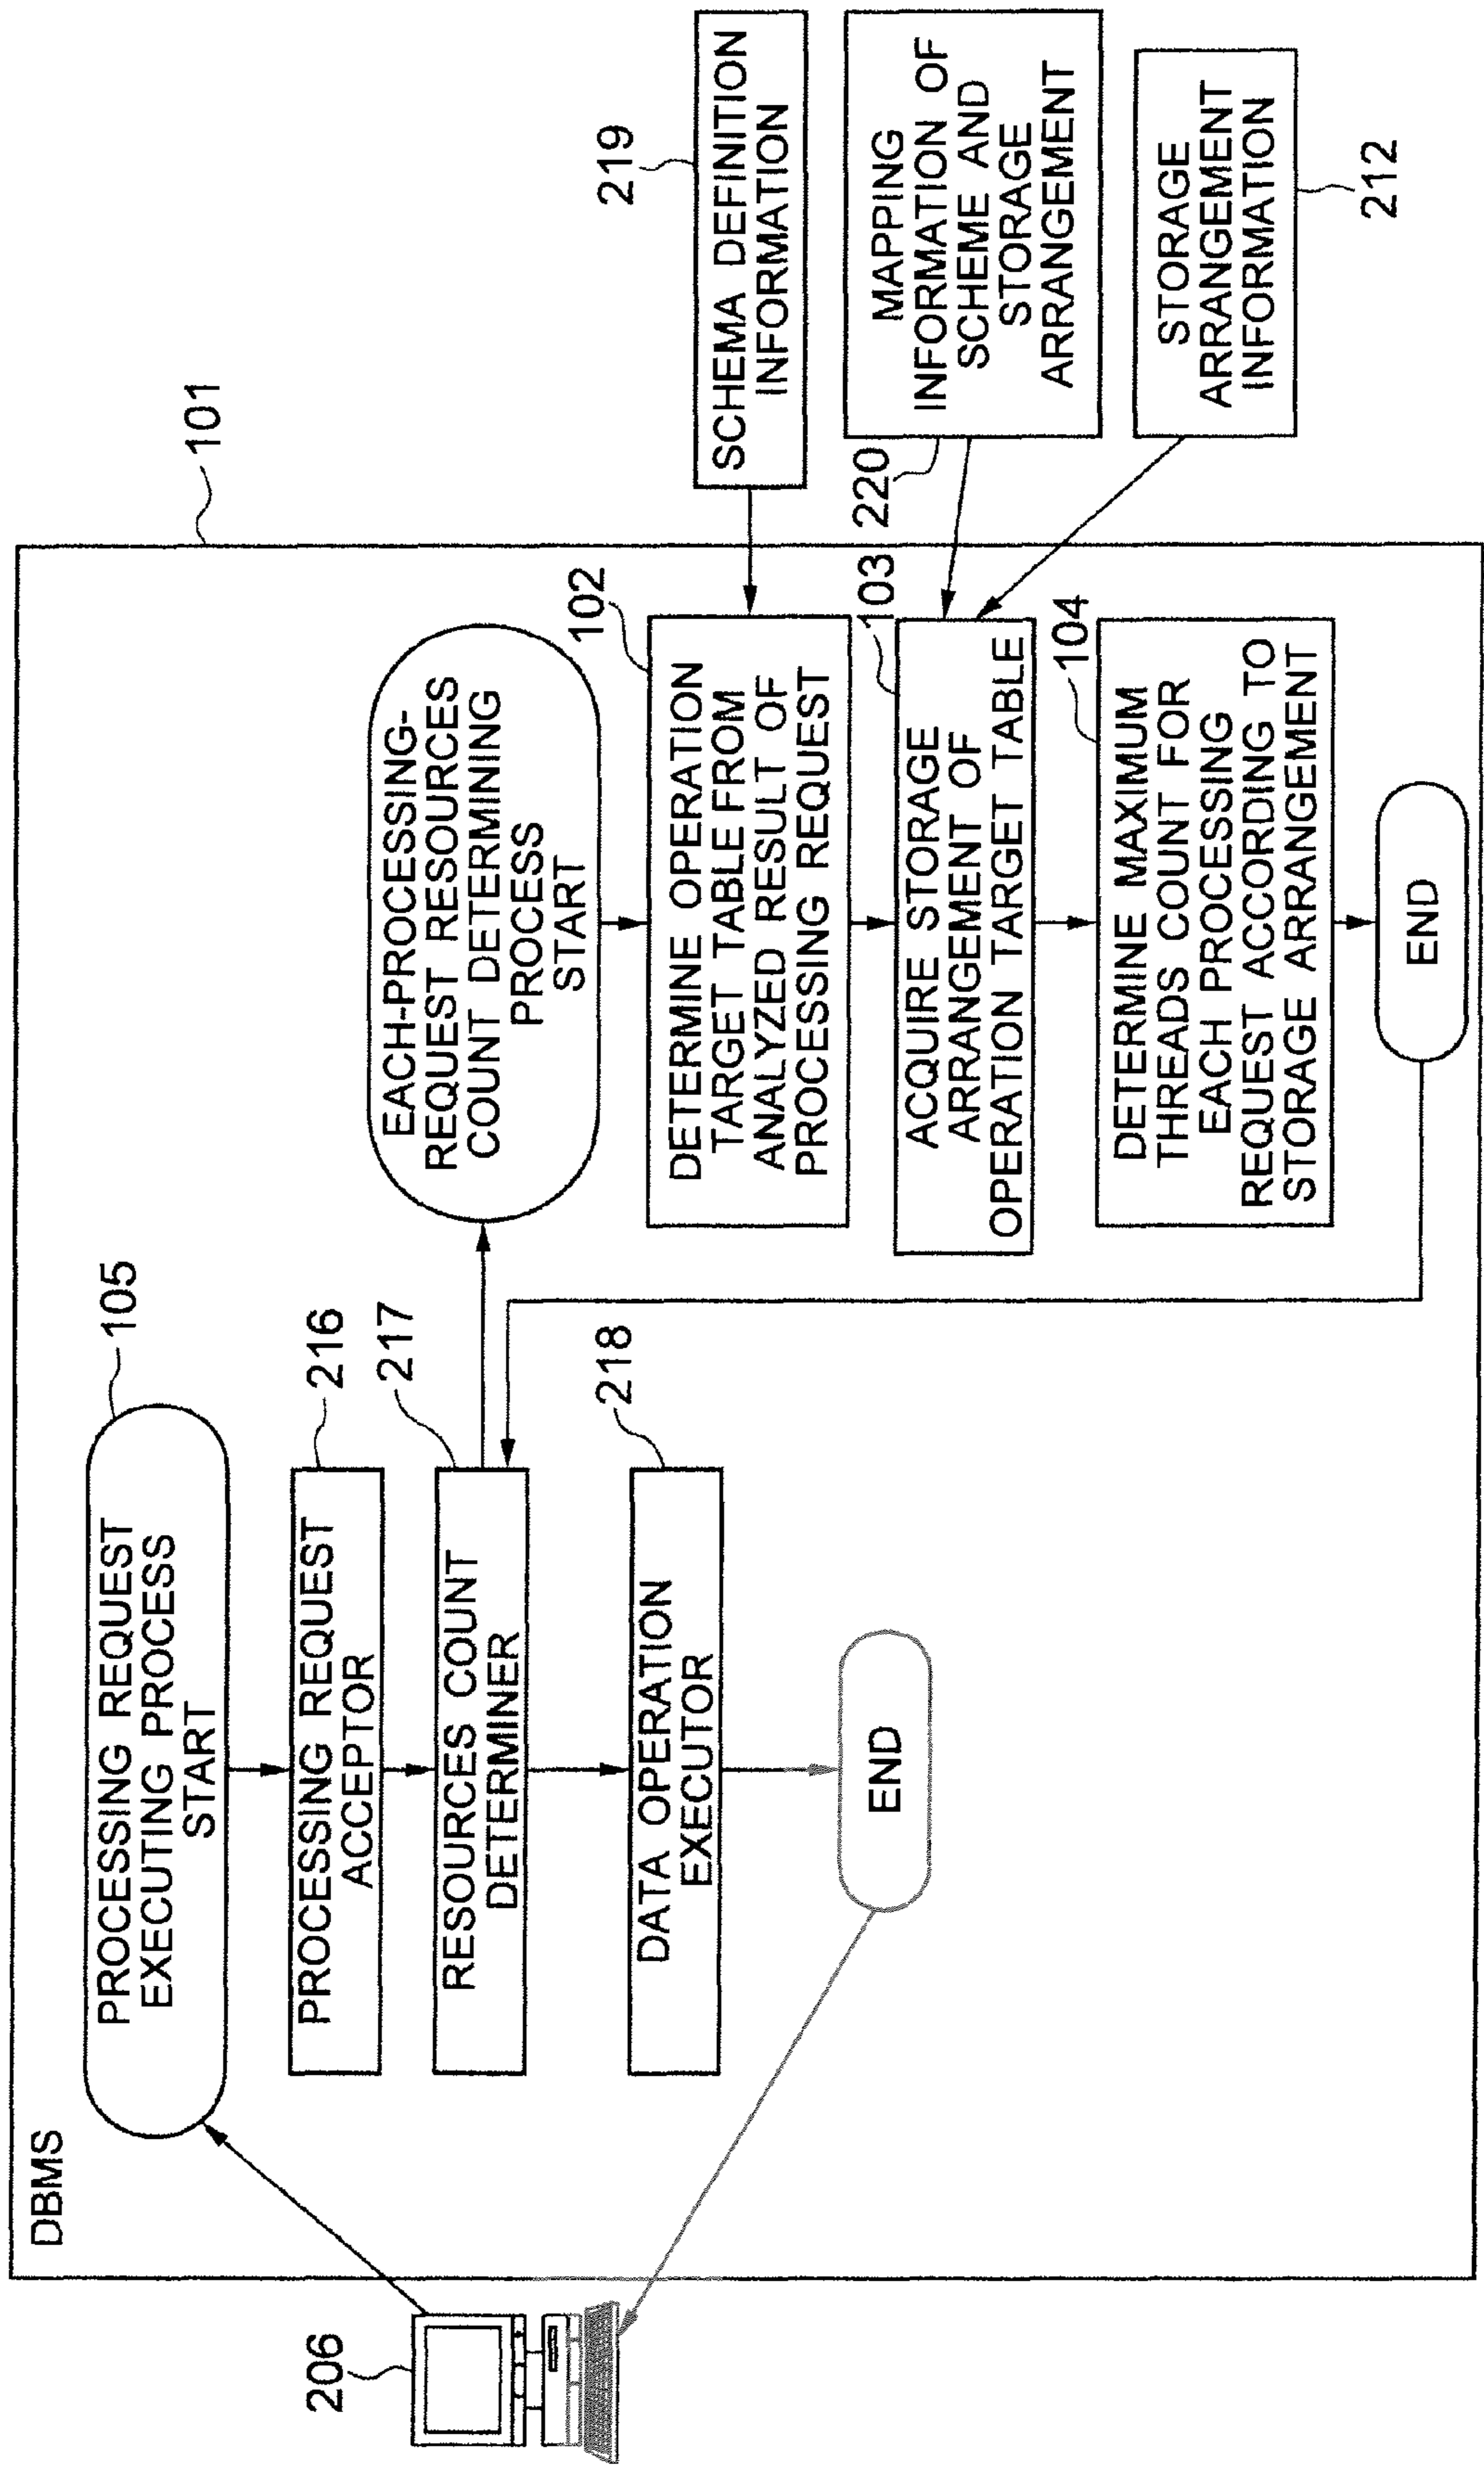 DBMS
101
206
PROCESSING REQUEST
EXECUTING PROCESS
START
105
PROCESSING REQUEST
ACCEPTOR
216
RESOURCES COUNT
DETERMINER
217
DATA OPERATION
EXECUTOR
218
END
EACH-PROCESSING-
REQUEST RESOURCES
COUNT DETERMINING
PROCESS
START
DETERMINE OPERATION
TARGET TABLE FROM
ANALYZED RESULT OF
PROCESSING REQUEST
102
ACQUIRE STORAGE
ARRANGEMENT OF
OPERATION TARGET TABLE
103
DETERMINE MAXIMUM
THREADS COUNT FOR
EACH PROCESSING
REQUEST ACCORDING TO
STORAGE ARRANGEMENT
104
END
SCHEMA DEFINITION
INFORMATION
219
MAPPING
INFORMATION OF
SCHEME AND
STORAGE
ARRANGEMENT
220
STORAGE
ARRANGEMENT
INFORMATION
212